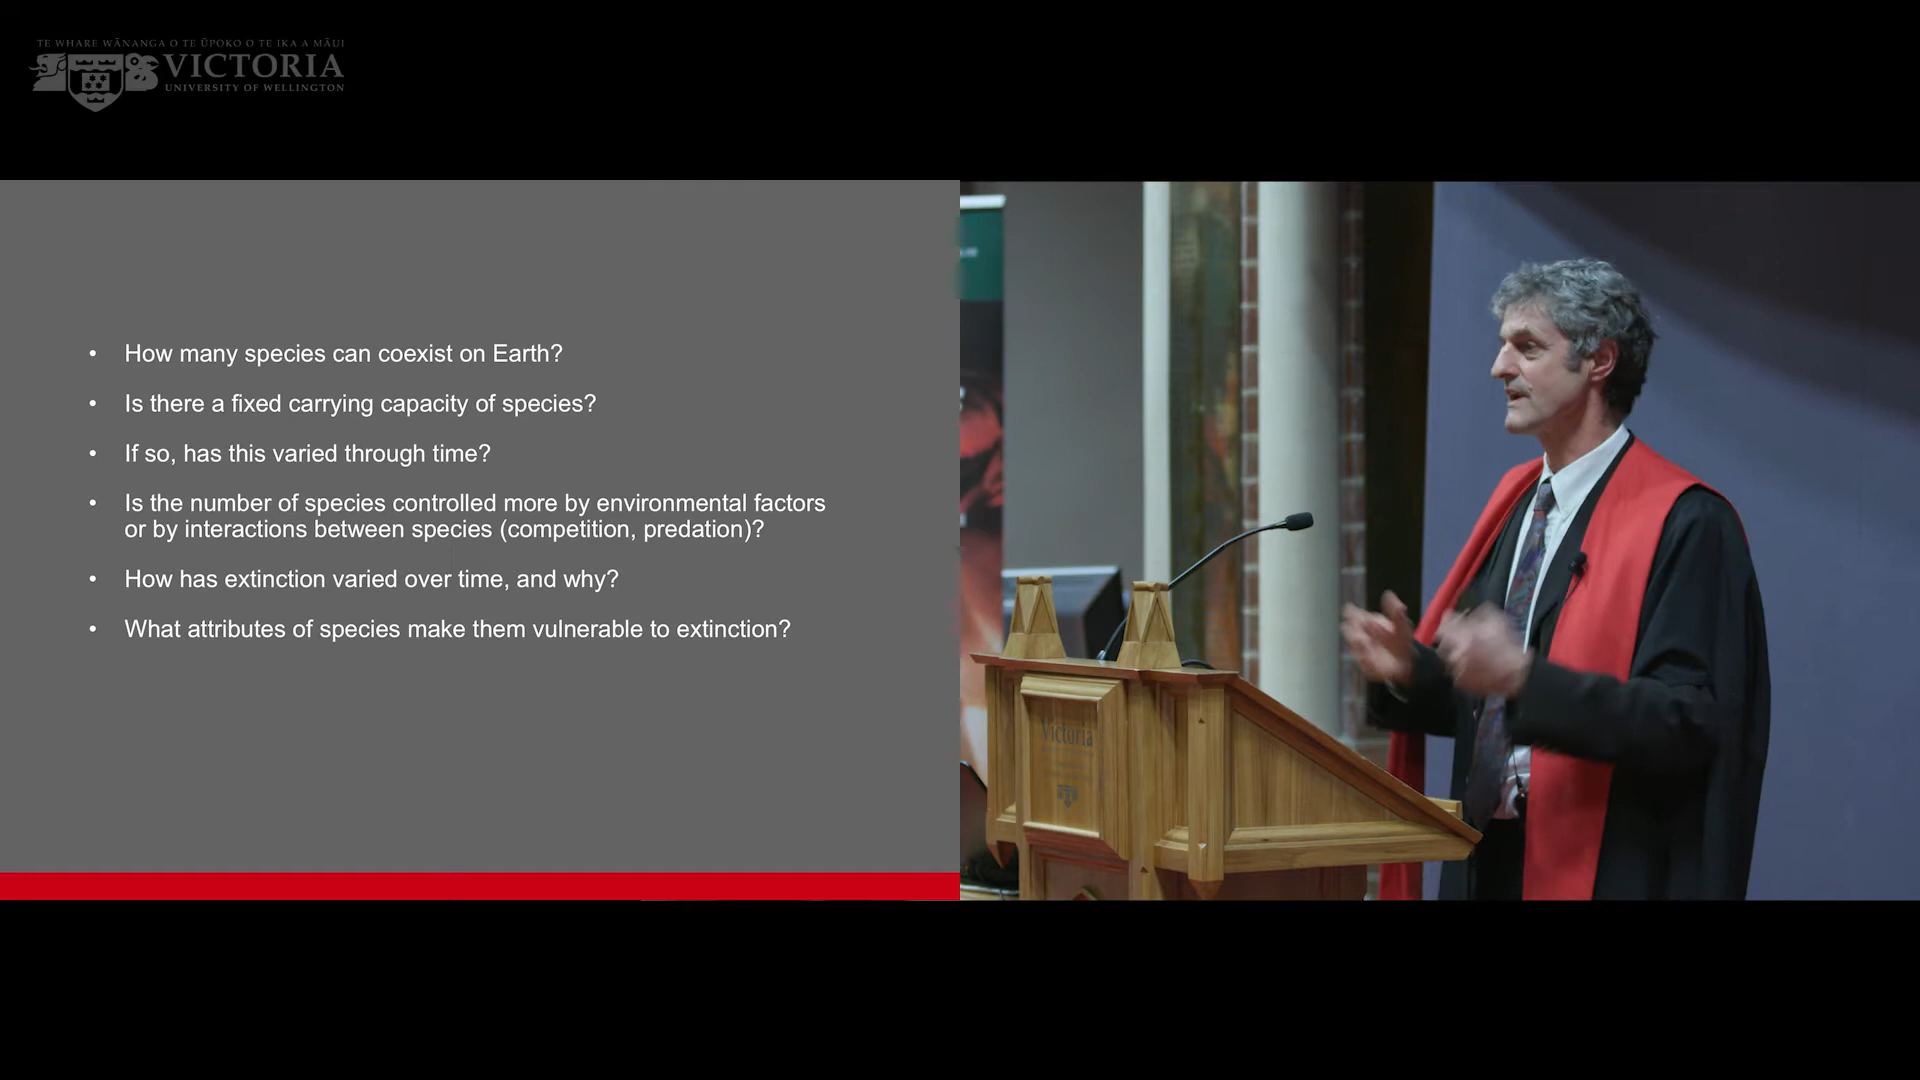 TE WHARE WĀNANGA O TE ŪPOKO O TE IKA A MĀUI
VICTORIA
UNIVERSITY OF WELLINGTON
• How many species can coexist on Earth?
• Is there a fixed carrying capacity of species?
• If so, has this varied through time?
• Is the number of species controlled more by environmental factors
or by interactions between species (competition, predation)?
• How has extinction varied over time, and why?
• What attributes of species make them vulnerable to extinction?
Victoria